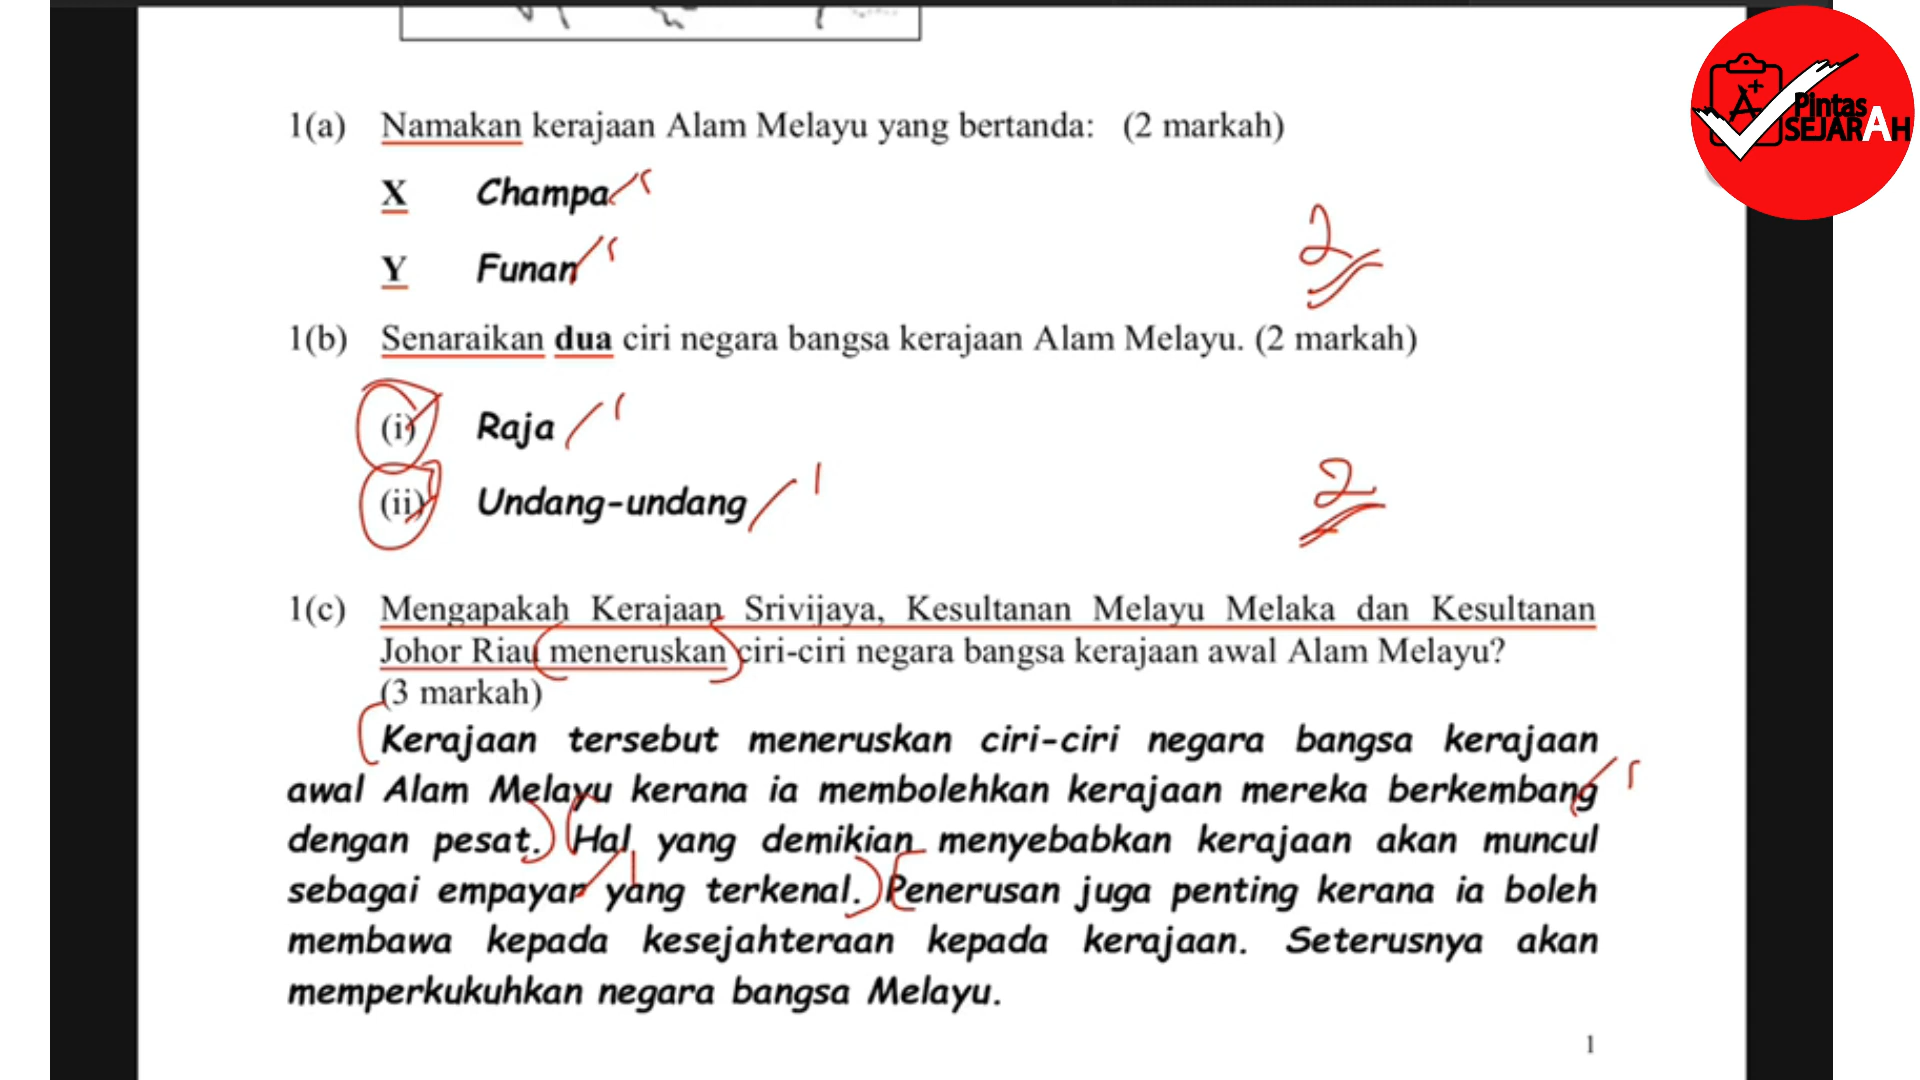 Pintas
SEJARAH
A+
1(a) Namakan kerajaan Alam Melayu yang bertanda: (2 markah)
X Champa
Y Funan
2
1(b) Senaraikan dua ciri negara bangsa kerajaan Alam Melayu. (2 markah)
(i) Raja
(ii) Undang-undang
2
1(c) Mengapakah Kerajaan Srivijaya, Kesultanan Melayu Melaka dan Kesultanan
Johor Riau meneruskan ciri-ciri negara bangsa kerajaan awal Alam Melayu?
(3 markah)
Kerajaan tersebut meneruskan ciri-ciri negara bangsa kerajaan
awal Alam Melayu kerana ia membolehkan kerajaan mereka berkembang
dengan pesat. Hal yang demikian menyebabkan kerajaan akan muncul
sebagai empayar yang terkenal. Penerusan juga penting kerana ia boleh
membawa kepada kesejahteraan kepada kerajaan. Seterusnya akan
memperkukuhkan negara bangsa Melayu.
1